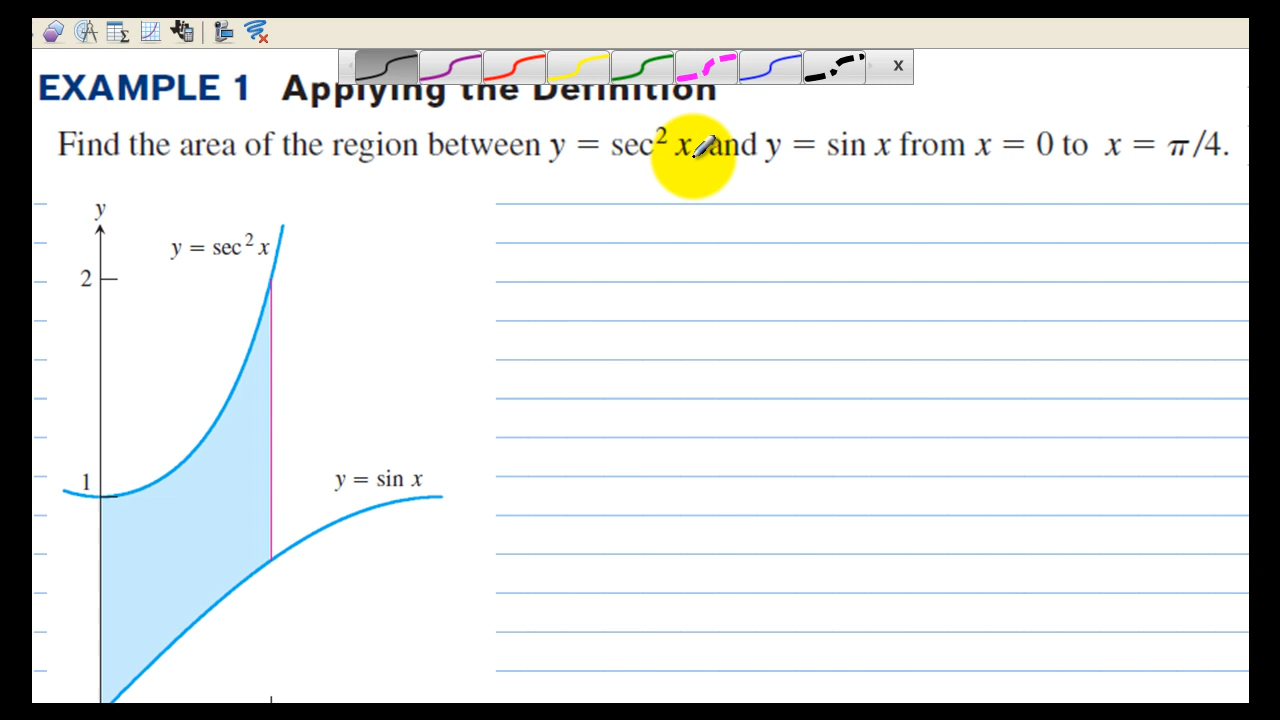 x
EXAMPLE 1 Applying the Definition
Find the area of the region between y = sec² x and y = sin x from x = 0 to x = π/4.
y
y = sec² x
2
1
y = sin x